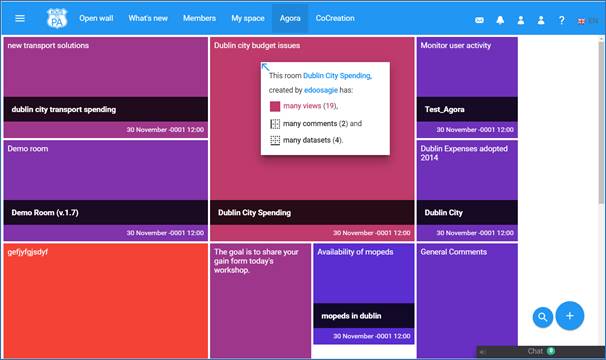 PA
Open wall
What's new
Members
My space
Agora
CoCreation
?
EN
new transport solutions
dublin city transport spending
30 November -0001 12:00
Dublin city budget issues
This room Dublin City Spending,
created by edoosagie has:
many views (19),
many comments (2) and
many datasets (4).
Dublin City Spending
30 November -0001 12:00
Monitor user activity
Test_Agora
30 November -0001 12:00
Demo room
Demo Room (v.1.7)
30 November -0001 12:00
Dublin Expenses adopted
2014
Dublin City
30 November -0001 12:00
gefjyfgjsdyf
The goal is to share your
gain form today's
workshop.
Availability of mopeds
mopeds in dublin
30 November -0001 12:00
General Comments
Chat